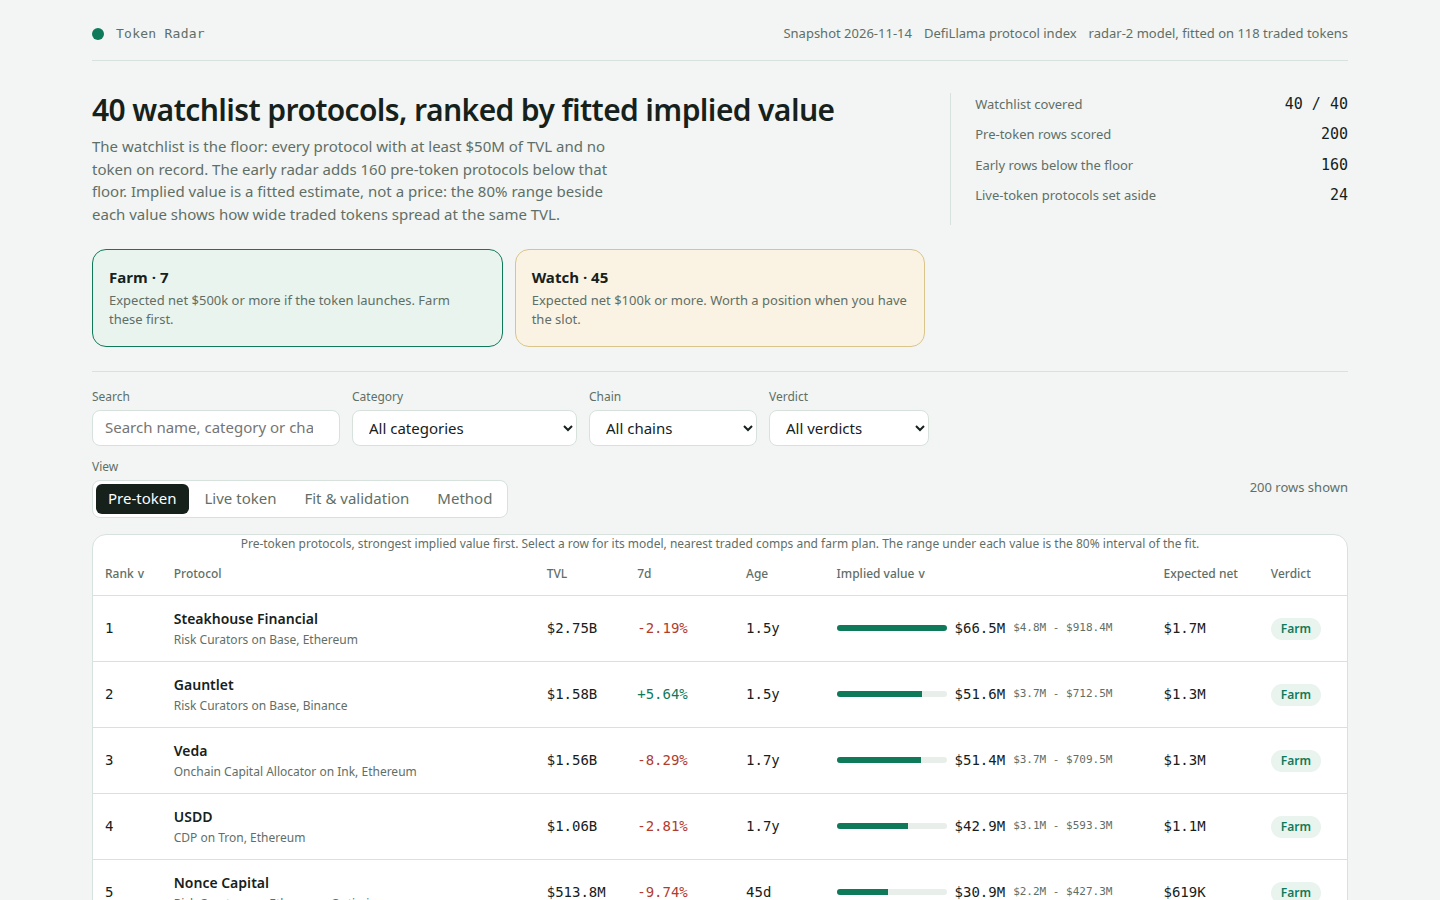 Token Radar
Snapshot 2026-11-14 DefiLlama protocol index radar-2 model, fitted on 118 traded tokens
40 watchlist protocols, ranked by fitted implied value
The watchlist is the floor: every protocol with at least $50M of TVL and no
token on record. The early radar adds 160 pre-token protocols below that
floor. Implied value is a fitted estimate, not a price: the 80% range beside
each value shows how wide traded tokens spread at the same TVL.
Watchlist covered 40 / 40
Pre-token rows scored 200
Early rows below the floor 160
Live-token protocols set aside 24
Farm · 7
Expected net $500k or more if the token launches. Farm
these first.
Watch · 45
Expected net $100k or more. Worth a position when you have
the slot.
Search Category Chain Verdict
Search name, category or cha All categories All chains All verdicts
View
Pre-token Live token Fit & validation Method
200 rows shown
Pre-token protocols, strongest implied value first. Select a row for its model, nearest traded comps and farm plan. The range under each value is the 80% interval of the fit.
Rank v Protocol TVL 7d Age Implied value v Expected net Verdict
1 Steakhouse Financial $2.75B -2.19% 1.5y $66.5M $4.8M - $918.4M $1.7M Farm
Risk Curators on Base, Ethereum
2 Gauntlet $1.58B +5.64% 1.5y $51.6M $3.7M - $712.5M $1.3M Farm
Risk Curators on Base, Binance
3 Veda $1.56B -8.29% 1.7y $51.4M $3.7M - $709.5M $1.3M Farm
Onchain Capital Allocator on Ink, Ethereum
4 USDD $1.06B -2.81% 1.7y $42.9M $3.1M - $593.3M $1.1M Farm
CDP on Tron, Ethereum
5 Nonce Capital $513.8M -9.74% 45d $30.9M $2.2M - $427.3M $619K Farm